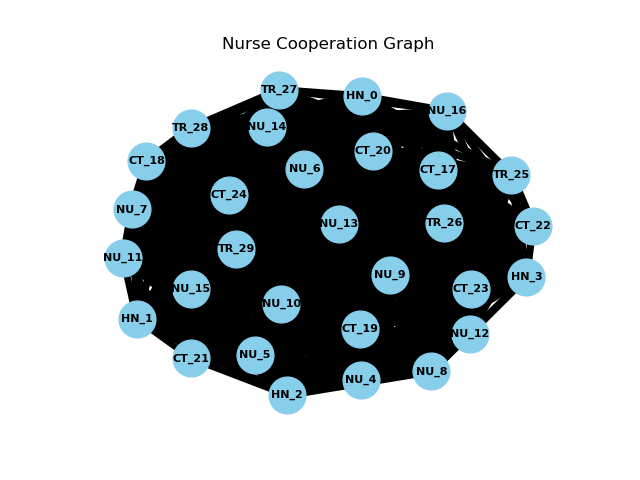 Nurse Cooperation Graph
TR_27
HN_0
NU_16
TR_28
NU_14
CT_20
CT_18
NU_6
CT_17
TR_25
CT_24
NU_7
NU_13
TR_26
CT_22
TR_29
NU_11
NU_9
HN_3
NU_15
CT_23
NU_10
HN_1
CT_19
NU_12
CT_21
NU_5
NU_8
NU_4
HN_2